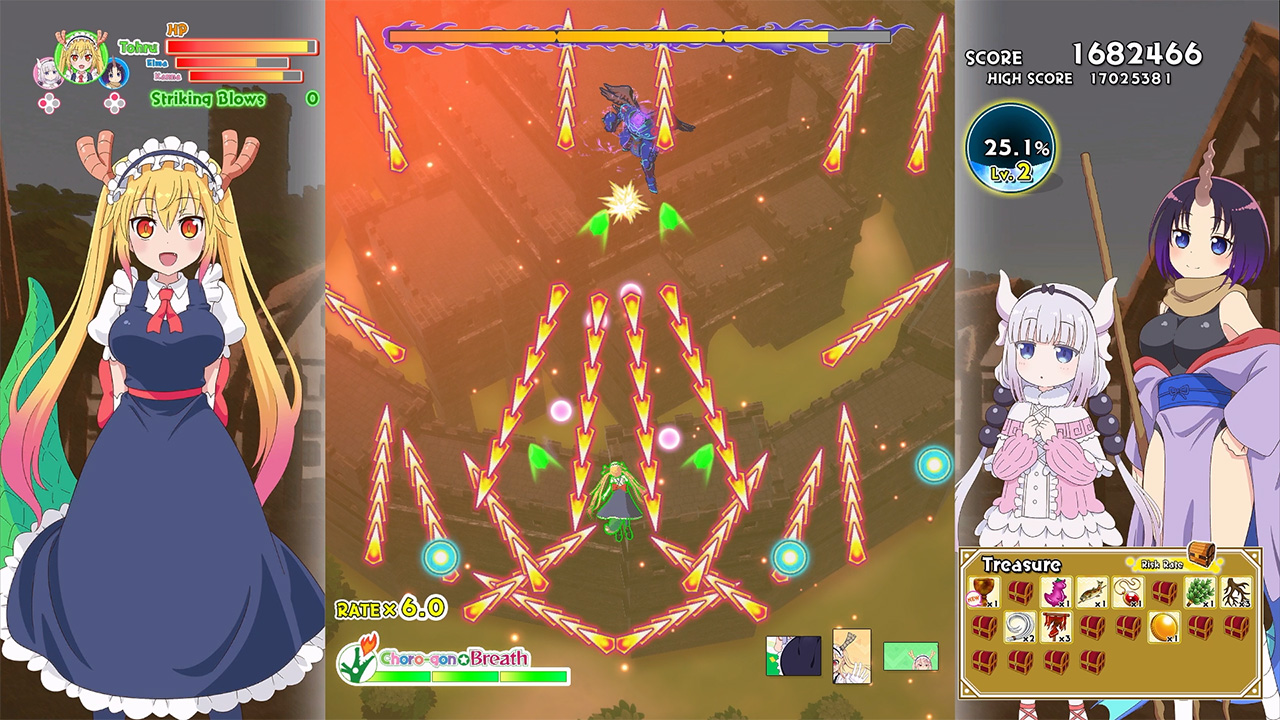 HP
Tohru
Elma
Kanna
Striking Blows 0
SCORE 1682466
HIGH SCORE 17025381
25.1%
Lv. 2
RATE× 6.0
Choro-gon Breath
Treasure
Risk Rate
NEW
×1
×1
×1
×1
×1
×3
×2
×3
×1